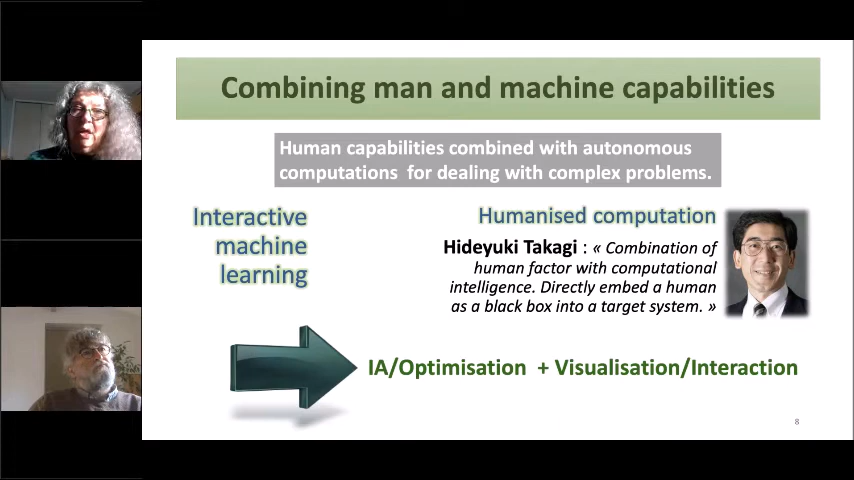 Combining man and machine capabilities
Human capabilities combined with autonomous
computations for dealing with complex problems.
Interactive
machine
learning
Humanised computation
Hideyuki Takagi : « Combination of
human factor with computational
intelligence. Directly embed a human
as a black box into a target system. »
IA/Optimisation + Visualisation/Interaction
8